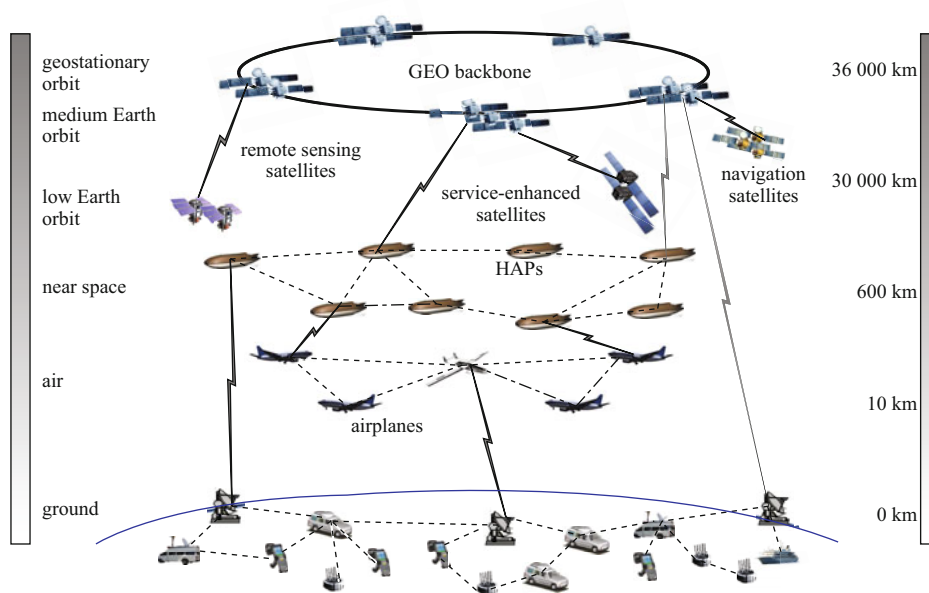 geostationary
orbit
GEO backbone
36 000 km
medium Earth
orbit
remote sensing
satellites
navigation
satellites
30 000 km
low Earth
orbit
service-enhanced
satellites
HAPs
near space
600 km
air
airplanes
10 km
ground
0 km